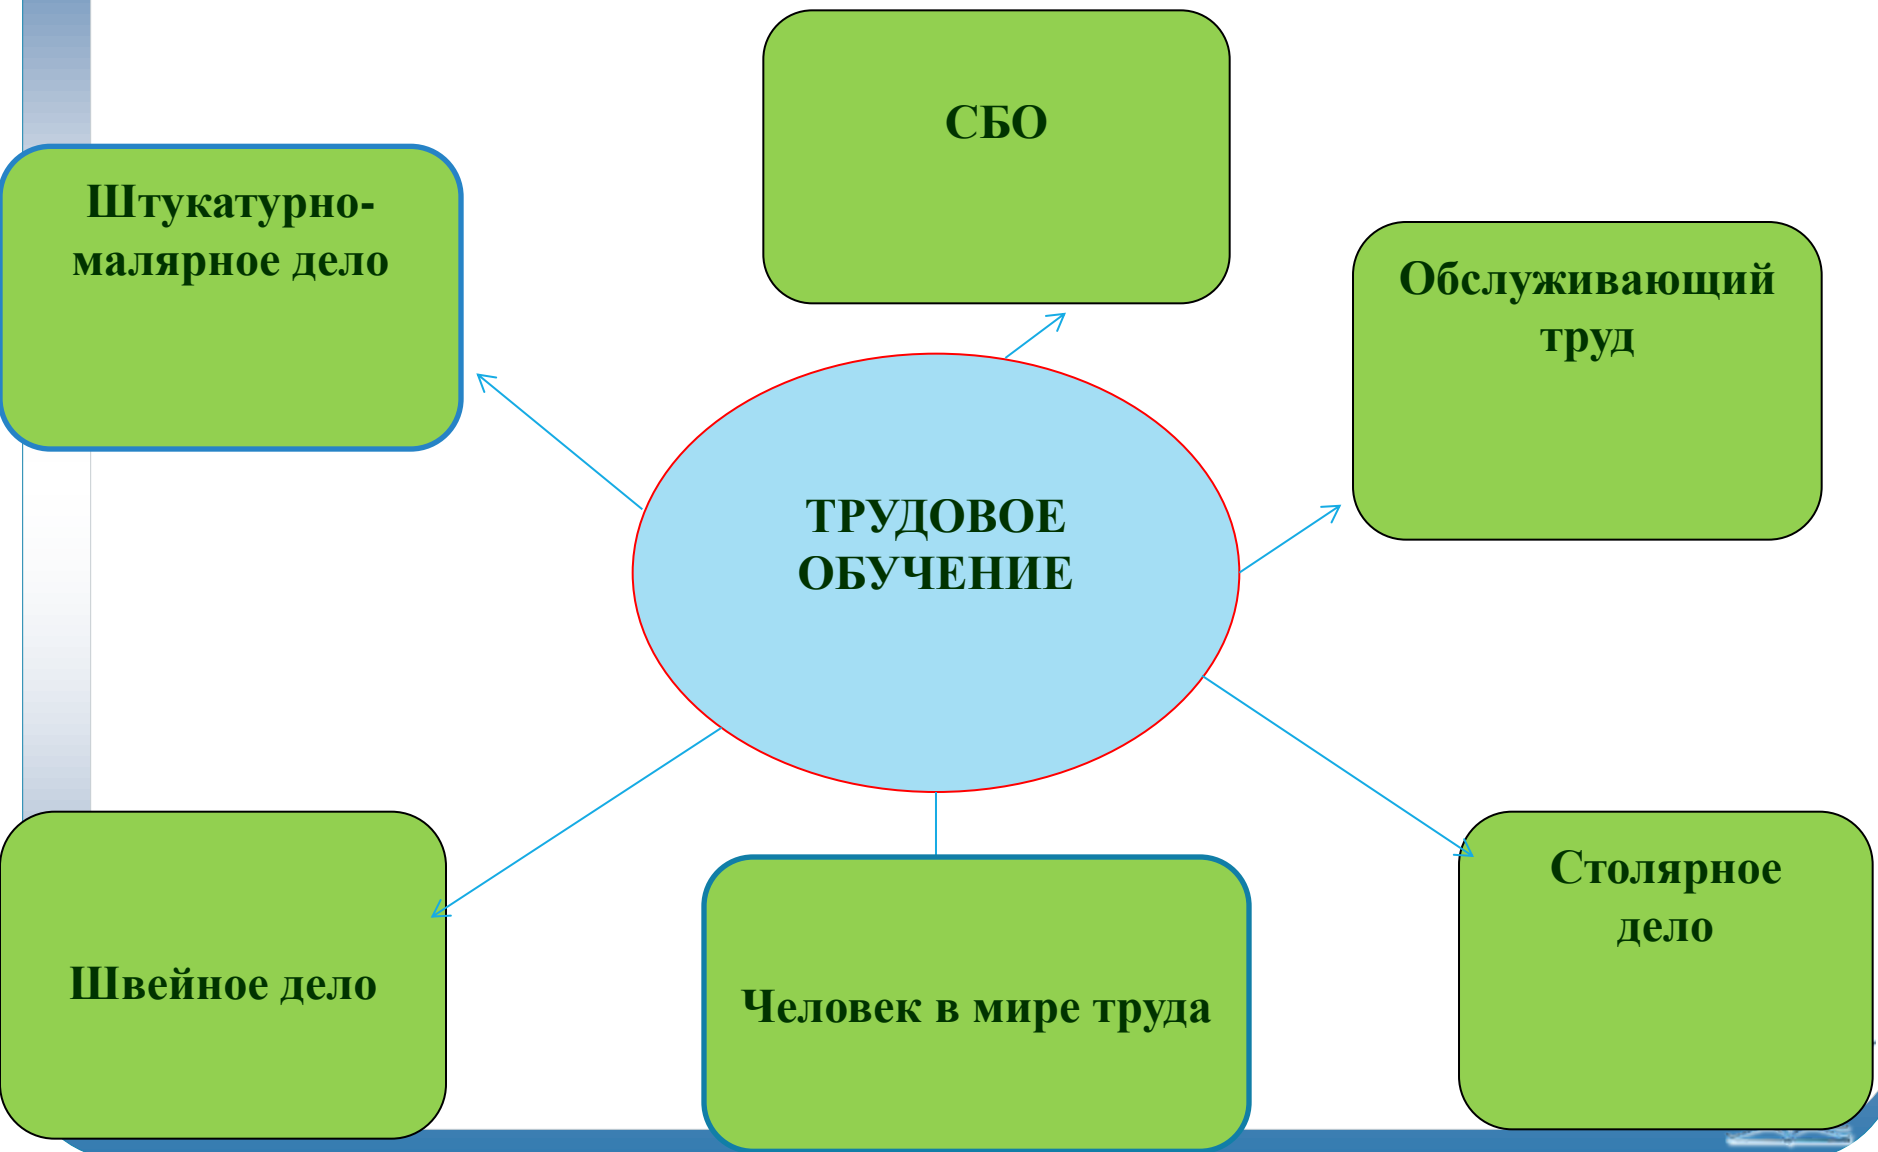 СБО
Штукатурно-
малярное дело
Обслуживающий
труд
ТРУДОВОЕ
ОБУЧЕНИЕ
Швейное дело
Человек в мире труда
Столярное
дело